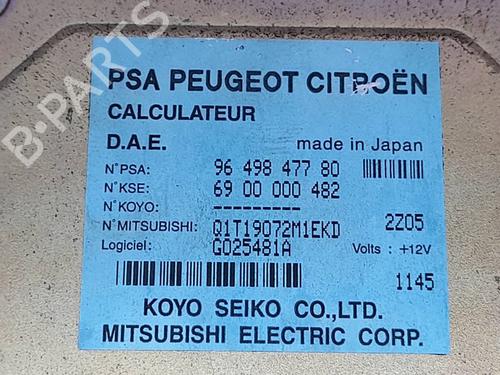 B-PARTS
PSA PEUGEOT CITROËN
CALCULATEUR
D.A.E. made in Japan
N°PSA: 96 498 477 80
N°KSE: 69 00 000 482
N°KOYO: ---------
N°MITSUBISHI: Q1T19072M1EKD 2Z05
Logiciel: G025481A Volts : +12V
1145
KOYO SEIKO CO.,LTD.
MITSUBISHI ELECTRIC CORP.